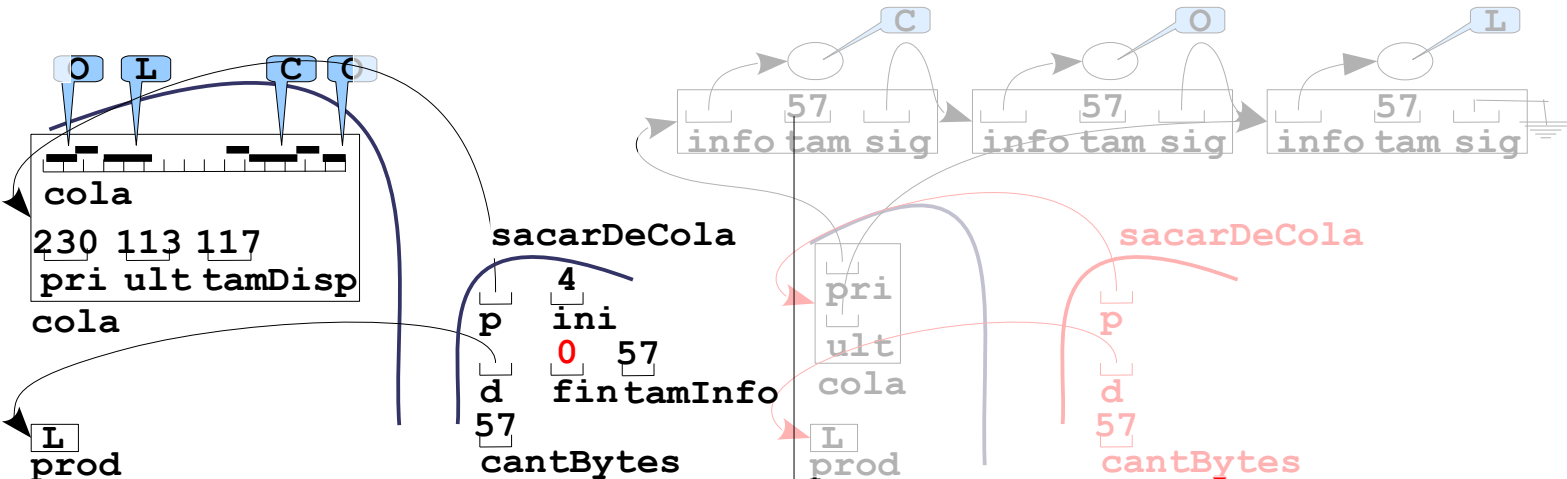 O L C O
cola
230 113 117
pri ult tamDisp
cola
L
prod
sacarDeCola
4
p ini
0 57
d fin tamInfo
57
cantBytes
C O L
57 57 57
info tam sig info tam sig info tam sig
pri
ult
cola
L
prod
sacarDeCola
p
d
57
cantBytes